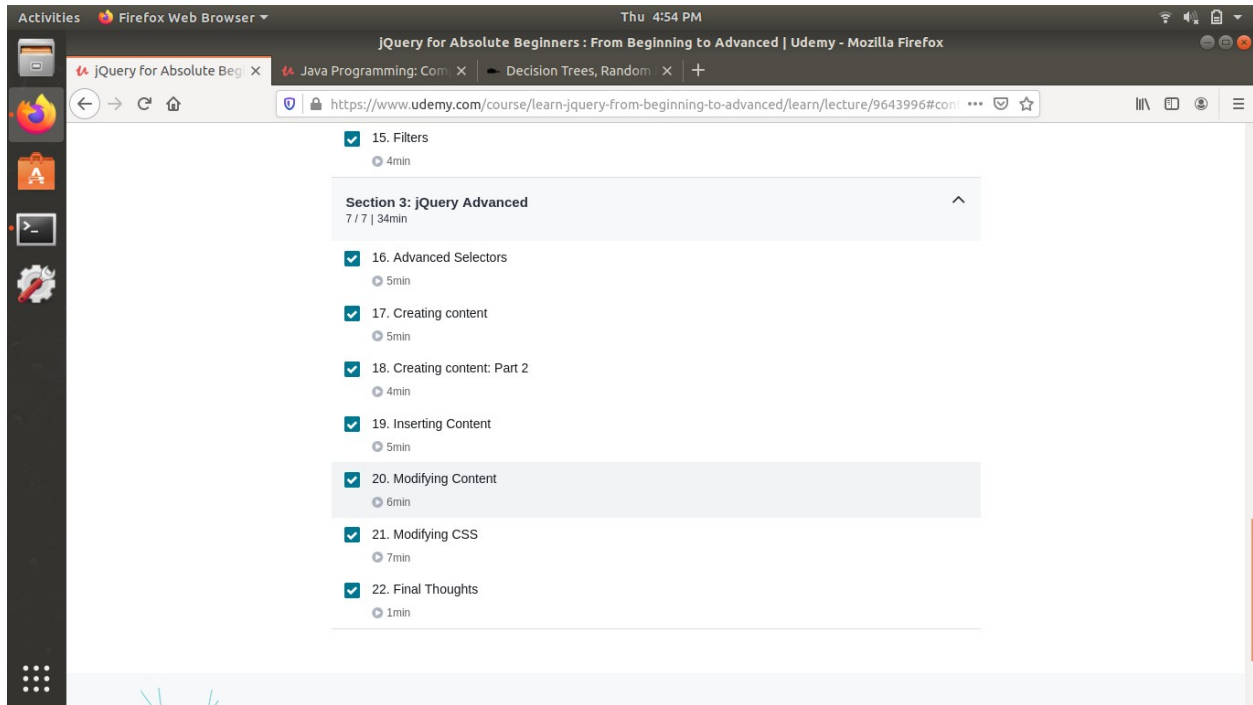 Activities Firefox Web Browser Thu 4:54 PM
jQuery for Absolute Beginners : From Beginning to Advanced | Udemy - Mozilla Firefox
jQuery for Absolute Begi Java Programming: Com Decision Trees, Random
https://www.udemy.com/course/learn-jquery-from-beginning-to-advanced/learn/lecture/9643996#con
15. Filters
4min
Section 3: jQuery Advanced
7 / 7 | 34min
16. Advanced Selectors
5min
17. Creating content
5min
18. Creating content: Part 2
4min
19. Inserting Content
5min
20. Modifying Content
6min
21. Modifying CSS
7min
22. Final Thoughts
1min